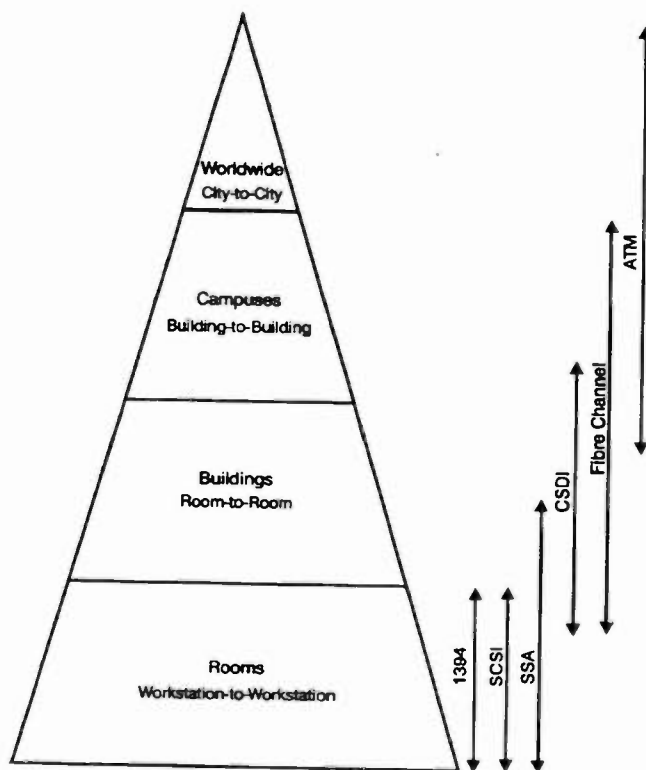 Worldwide
City-to-City
Campuses
Building-to-Building
Buildings
Room-to-Room
Rooms
Workstation-to-Workstation
1394
SCSI
SSA
CSDI
Fibre Channel
ATM